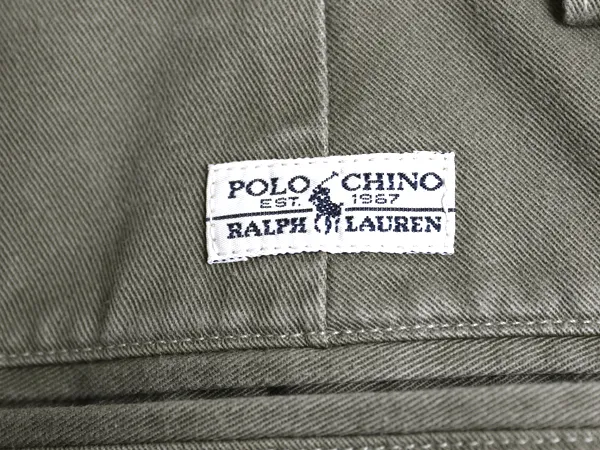 POLO CHINO
EST. 1967
RALPH LAUREN